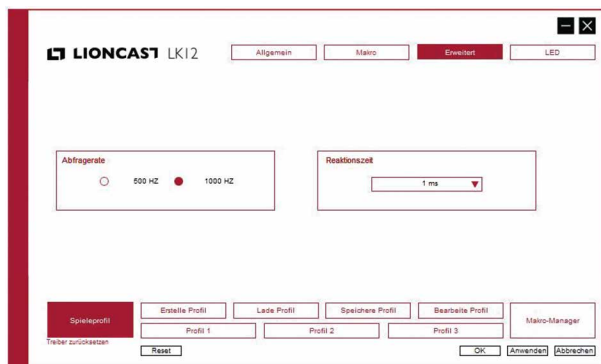 LIONCAST LK12
Allgemein Makro Erweitert LED
Abfragerate
500 HZ 1000 HZ
Reaktionszeit
1 ms
Spieleprofil
Erstelle Profil Lade Profil Speichere Profil Bearbeite Profil
Profil 1 Profil 2 Profil 3
Makro-Manager
Treiber zurücksetzen
Reset OK Anwenden Abbrechen